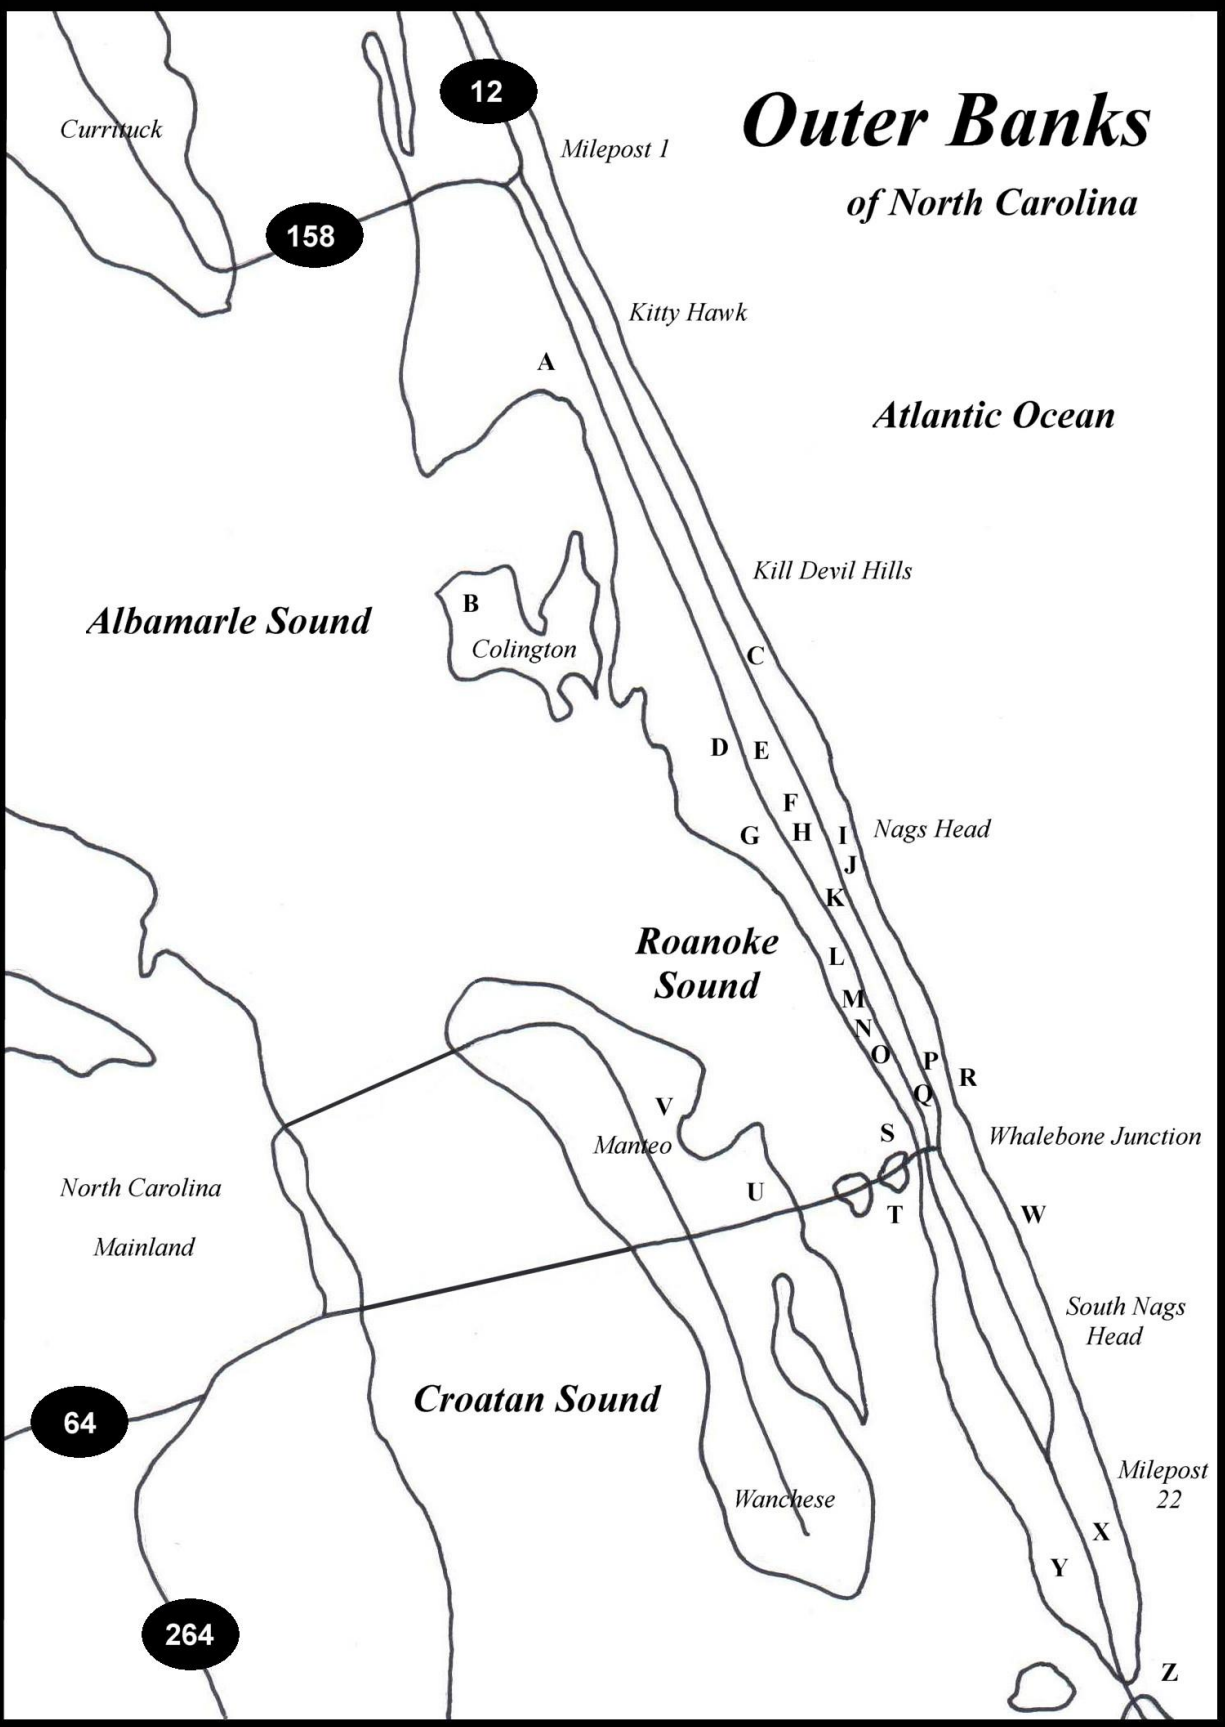 12
Outer Banks
Currituck
Milepost 1
of North Carolina
158
Kitty Hawk
A
Atlantic Ocean
Kill Devil Hills
B
Albamarle Sound
Colington
C
D
E
F
G
H
I
Nags Head
J
K
Roanoke
Sound
L
M
N
O
P
Q
R
V
S
Whalebone Junction
Manteo
North Carolina
Mainland
U
T
W
South Nags
Head
Croatan Sound
64
Milepost
22
Wanchese
X
Y
264
Z